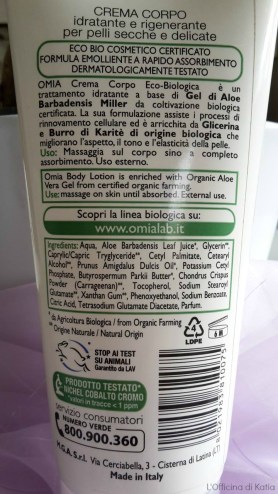 CREMA CORPO
idratante e rigenerante
per pelli secche e delicate
ECO BIO COSMETICO CERTIFICATO
FORMULA EMOLLIENTE A RAPIDO ASSORBIMENTO
DERMATOLOGICAMENTE TESTATO
OMIA Crema Corpo Eco-Biologica è un
trattamento idratante a base di Gel di Aloe
Barbadensis Miller da coltivazione biologica
certificata. La sua formulazione assiste i processi di
rinnovamento cellulare ed è arricchita da Glicerina
e Burro di Karitè di origine biologica che
migliorano l'aspetto, il tono e l'elasticità della pelle.
Uso: Massaggia sul corpo sino a completo
assorbimento. Uso esterno.
Omia Body Lotion is enriched with Organic Aloe
Vera Gel from certified organic farming.
Use: massage on skin until absorbed. External use.
Scopri la linea biologica su:
www.omialab.it
Ingredients: Aqua, Aloe Barbadensis Leaf Juice*, Glycerin**,
Caprylic/Capric Tryglyceride**, Cetyl Palmitate, Cetearyl
Alcohol**, Prunus Amigdalus Dulcis Oil*, Potassium Cetyl
Phosphate, Butyrospermum Parkii Butter*, Chondrus Crispus
Powder (Carrageenan)**, Tocopherol, Sodium Stearoyl
Glutamate**, Xanthan Gum**, Phenoxyethanol, Sodium Benzoate,
Citric Acid, Tetrasodium Glutamate Diacetate, Parfum.
* da Agricoltura Biologica / from Organic Farming
** Origine Naturale / Natural Origin
4
LDPE
6 M
STOP AI TEST
SU ANIMALI
Garantito da LAV
PRODOTTO TESTATO*
NICHEL COBALTO CROMO
*valori in tracce < 1 ppm
servizio consumatori
NUMERO VERDE
800.900.360
H.G.A. S.r.l. Via Cerciabella, 3 - Cisterna di Latina (LT)
Made in Italy
L'Officina di Katia